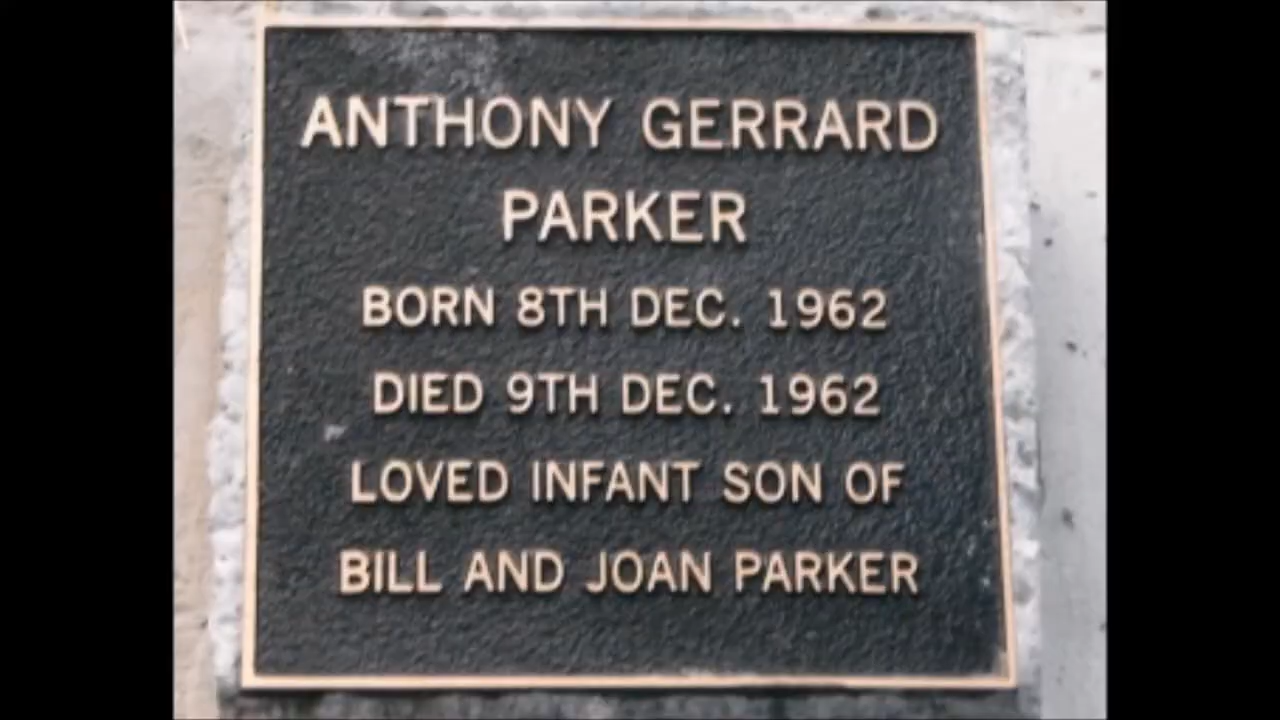 ANTHONY GERRARD
PARKER
BORN 8TH DEC. 1962
DIED 9TH DEC. 1962
LOVED INFANT SON OF
BILL AND JOAN PARKER